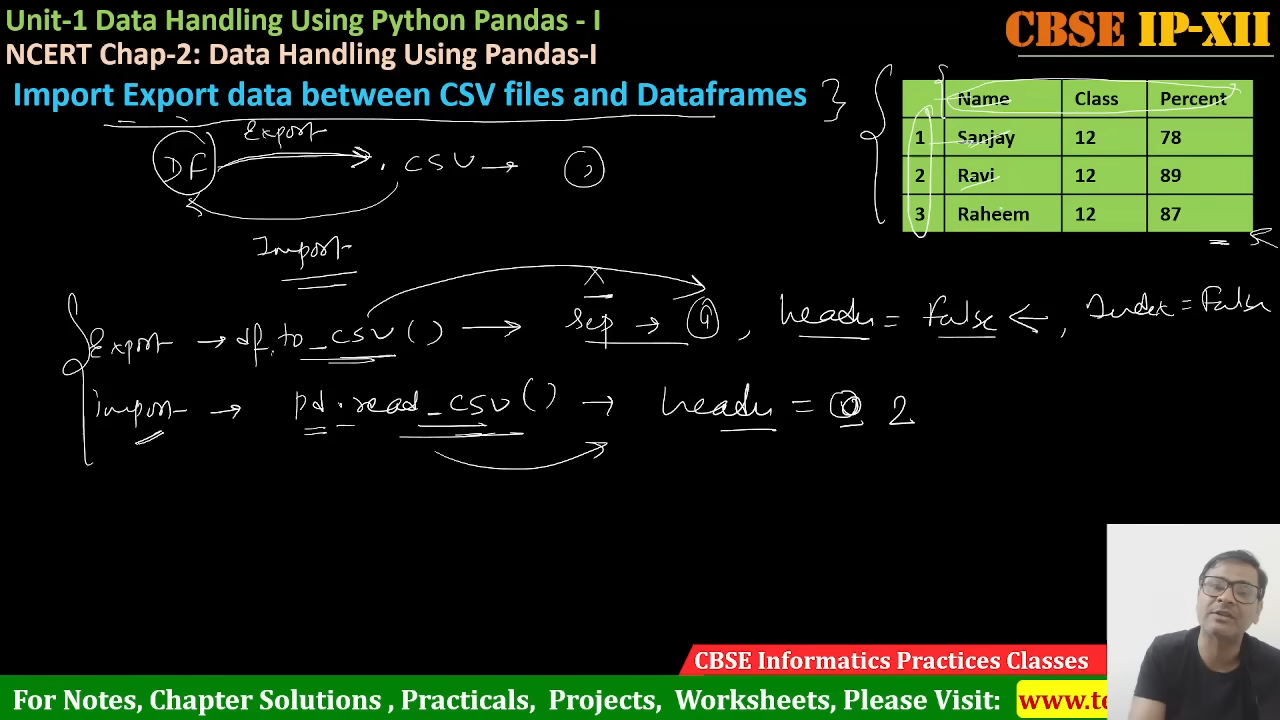 Unit-1 Data Handling Using Python Pandas - I
CBSE IP-XII
NCERT Chap-2: Data Handling Using Pandas-I
Import Export data between CSV files and Dataframes
Name Class Percent
1 Sanjay 12 78
2 Ravi 12 89
3 Raheem 12 87
Export
DF . CSV
Import
Export → df.to_CSV() → sep → , header = False ← , Index = False
import → pd.read_CSV() → header = 0 2
CBSE Informatics Practices Classes
For Notes, Chapter Solutions , Practicals, Projects, Worksheets, Please Visit: www.t